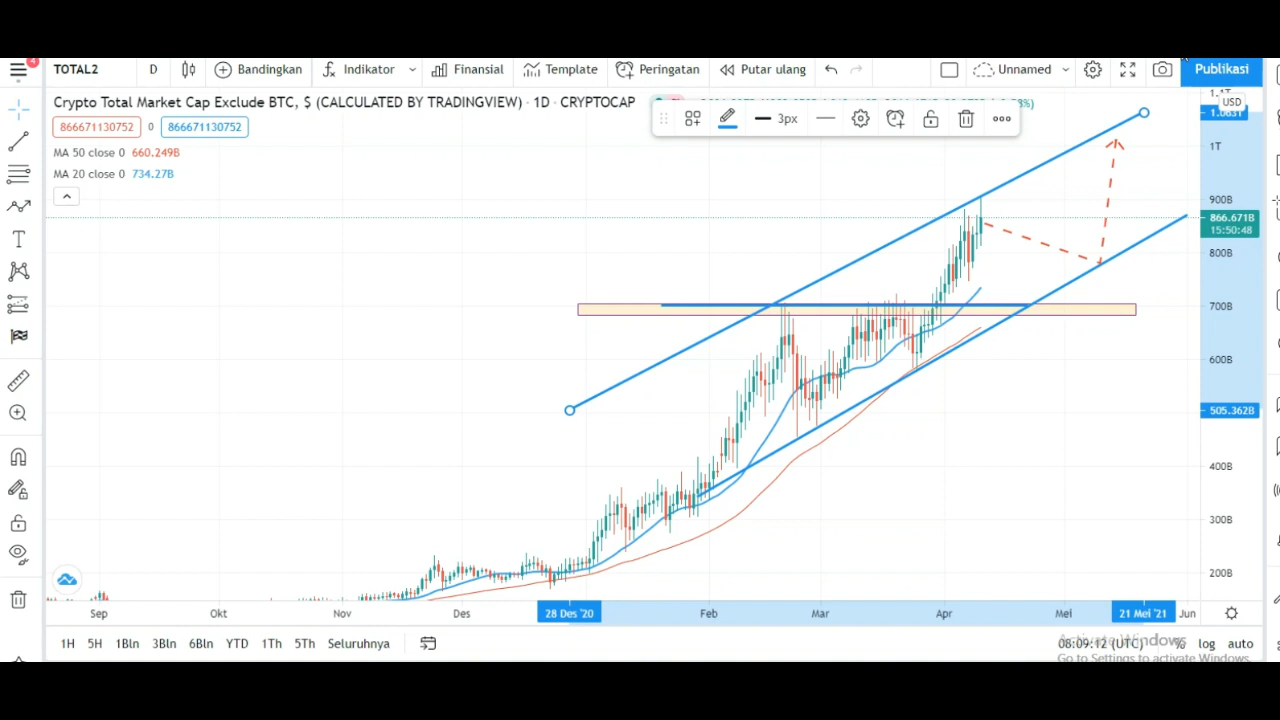 4
TOTAL2 D Bandingkan Indikator Finansial Template Peringatan Putar ulang Unnamed Publikasi
Crypto Total Market Cap Exclude BTC, $ (CALCULATED BY TRADINGVIEW) · 1D · CRYPTOCAP
USD
3px
866671130752 0 866671130752
MA 50 close 0 660.249B
MA 20 close 0 734.27B
1T
900B
866.671B
15:50:48
800B
700B
600B
505.362B
400B
300B
200B
Sep Okt Nov Des 28 Des '20 Feb Mar Apr Mei 21 Mei '21 Jun
1H 5H 1Bln 3Bln 6Bln YTD 1Th 5Th Seluruhnya 08:09:12 (UTC) % log auto
Activate Windows
Go to Settings to activate Windows.